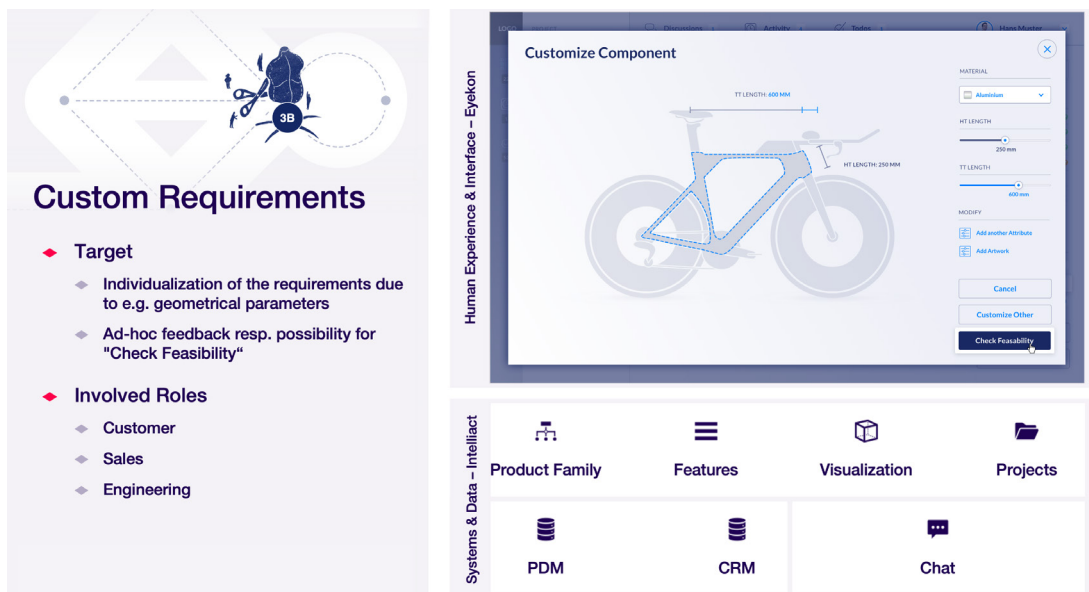 3B
Custom Requirements
Target
Individualization of the requirements due
to e.g. geometrical parameters
Ad-hoc feedback resp. possibility for
"Check Feasibility“
Involved Roles
Customer
Sales
Engineering
Human Experience & Interface – Eyekon
LOGO
Discussions
Activity
Todos
Hans Muster
Customize Component
TT LENGTH: 600 MM
HT LENGTH: 250 MM
MATERIAL
Aluminium
HT LENGTH
250 mm
TT LENGTH
600 mm
MODIFY
Add another Attribute
Add Artwork
Cancel
Customize Other
Check Feasability
Systems & Data – Intelliact
Product Family
Features
Visualization
Projects
PDM
CRM
Chat